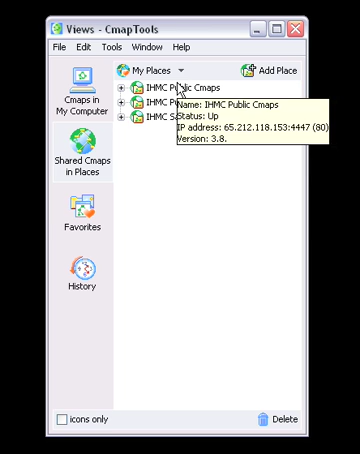 Views - CmapTools
File Edit Tools Window Help
My Places Add Place
Cmaps in
My Computer
Shared Cmaps
in Places
Favorites
History
IHMC Public Cmaps
IHMC
IHMC
Name: IHMC Public Cmaps
Status: Up
IP address: 65.212.118.153:4447 (80)
Version: 3.8.
icons only
Delete